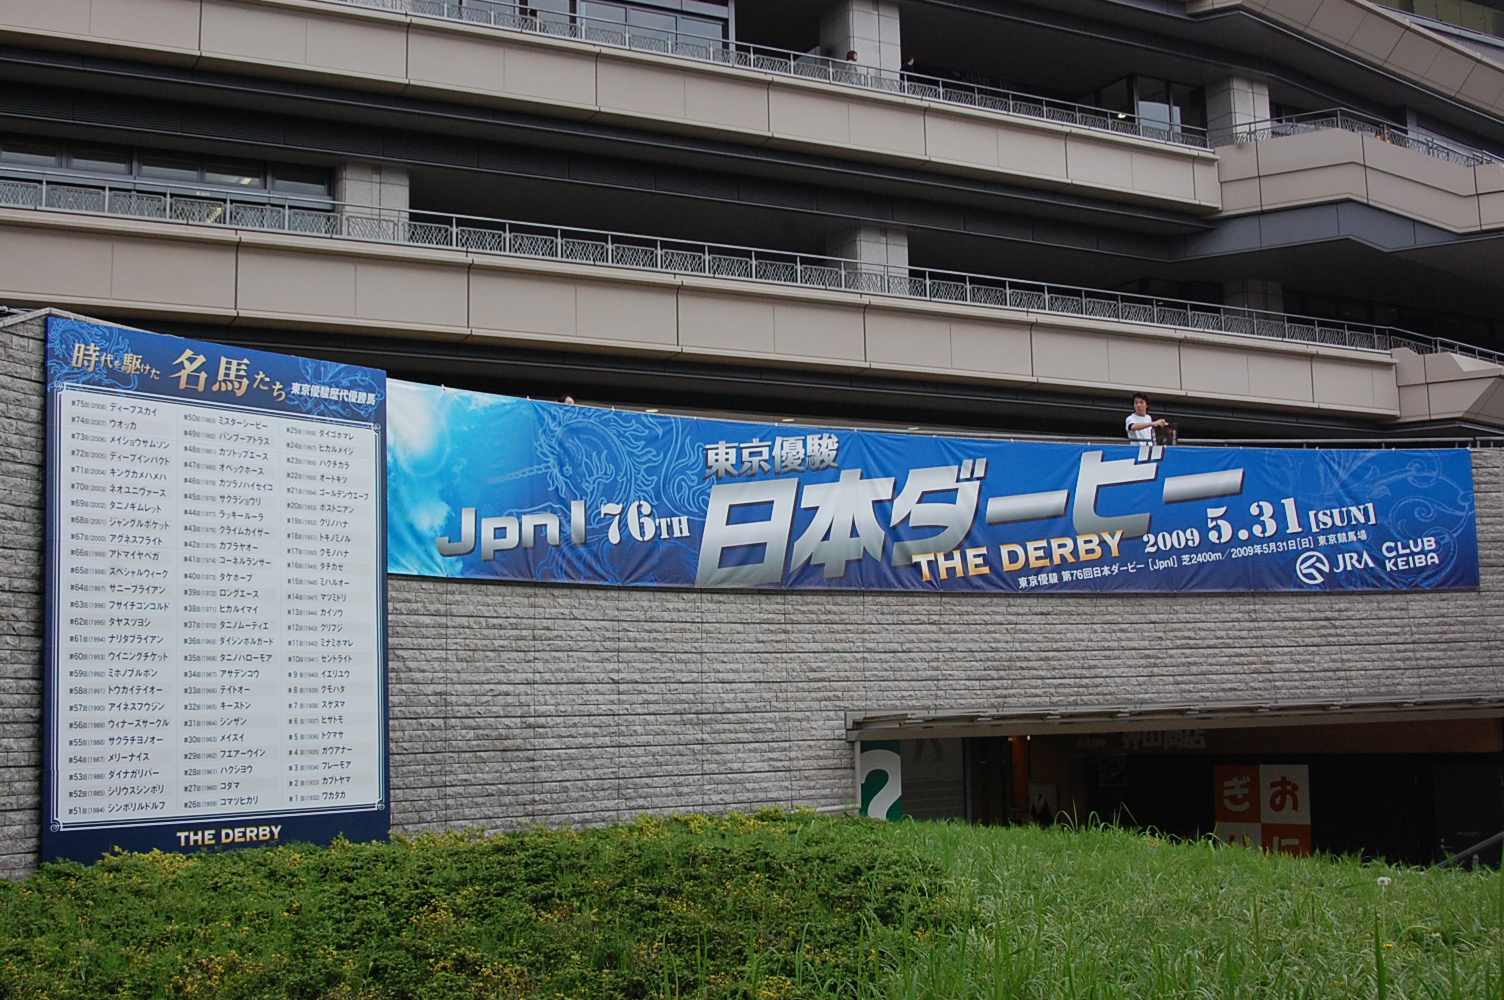 時代を駆けた 名馬たち 東京優駿歴代優勝馬
第75回(2008) ディープスカイ
第74回(2007) ウオッカ
第73回(2006) メイショウサムソン
第72回(2005) ディープインパクト
第71回(2004) キングカメハメハ
第70回(2003) ネオユニヴァース
第69回(2002) タニノギムレット
第68回(2001) ジャングルポケット
第67回(2000) アグネスフライト
第66回(1999) アドマイヤベガ
第65回(1998) スペシャルウィーク
第64回(1997) サニーブライアン
第63回(1996) フサイチコンコルド
第62回(1995) タヤスツヨシ
第61回(1994) ナリタブライアン
第60回(1993) ウイニングチケット
第59回(1992) ミホノブルボン
第58回(1991) トウカイテイオー
第57回(1990) アイネスフウジン
第56回(1989) ウィナーズサークル
第55回(1988) サクラチヨノオー
第54回(1987) メリーナイス
第53回(1986) ダイナガリバー
第52回(1985) シリウスシンボリ
第51回(1984) シンボリルドルフ
第50回(1983) ミスターシービー
第49回(1982) バンブーアトラス
第48回(1981) カツトップエース
第47回(1980) オペックホース
第46回(1979) カツラノハイセイコ
第45回(1978) サクラショウリ
第44回(1977) ラッキールーラ
第43回(1976) クライムカイザー
第42回(1975) カブラヤオー
第41回(1974) コーネルランサー
第40回(1973) タケホープ
第39回(1972) ロングエース
第38回(1971) ヒカルイマイ
第37回(1970) タニノムーティエ
第36回(1969) ダイシンボルガード
第35回(1968) タニノハローモア
第34回(1967) アサデンコウ
第33回(1966) テイトオー
第32回(1965) キーストン
第31回(1964) シンザン
第30回(1963) メイズイ
第29回(1962) フエアーウイン
第28回(1961) ハクシヨウ
第27回(1960) コダマ
第26回(1959) コマツヒカリ
第25回(1958) ダイゴホマレ
第24回(1957) ヒカルメイジ
第23回(1956) ハクチカラ
第22回(1955) オートキツ
第21回(1954) ゴールデンウエーブ
第20回(1953) ボストニアン
第19回(1952) クリノハナ
第18回(1951) トキノミノル
第17回(1950) クモノハナ
第16回(1949) タチカゼ
第15回(1948) ミハルオー
第14回(1947) マツミドリ
第13回(1944) カイソウ
第12回(1943) クリフジ
第11回(1942) ミナミホマレ
第10回(1941) セントライト
第 9 回(1940) イエリユウ
第 8 回(1939) クモハタ
第 7 回(1938) スゲヌマ
第 6 回(1937) ヒサトモ
第 5 回(1936) トクマサ
第 4 回(1935) ガヴアナー
第 3 回(1934) フレーモア
第 2 回(1933) カブトヤマ
第 1 回(1932) ワカタカ
THE DERBY
東京優駿
JpnI 76TH 日本ダービー
THE DERBY 2009 5.31[SUN]
東京優駿 第76回日本ダービー [JpnI] 芝2400m／2009年5月31日[日] 東京競馬場
JRA CLUB KEIBA
2
ぎ お
に